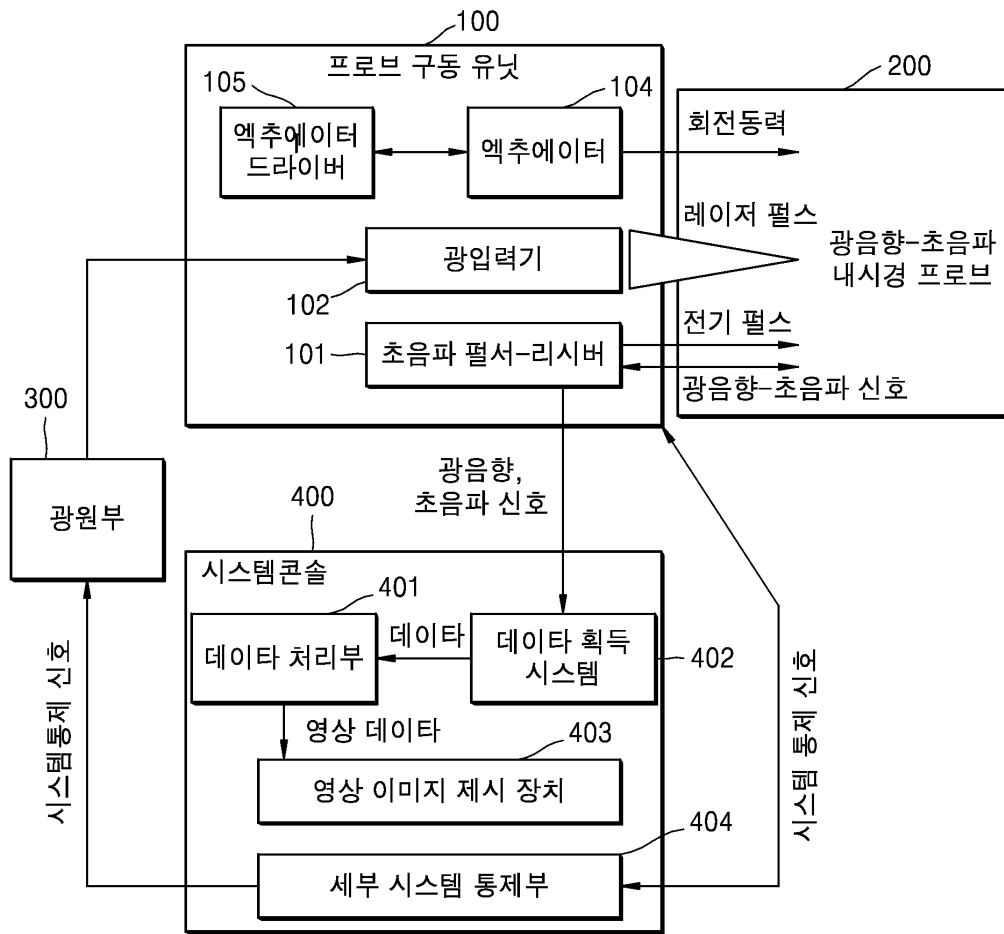 100
프로브 구동 유닛
105
엑추에이터
드라이버
104
엑추에이터
200
회전동력
레이저 펄스
광음향-초음파
내시경 프로브
광입력기
102
전기 펄스
초음파 펄서-리시버
101
광음향-초음파 신호
300
광원부
광음향,
초음파 신호
400
시스템콘솔
401
데이타 처리부
데이타
데이타 획득
시스템
402
영상 데이타
403
영상 이미지 제시 장치
404
세부 시스템 통제부
시스템통제 신호
시스템 통제 신호